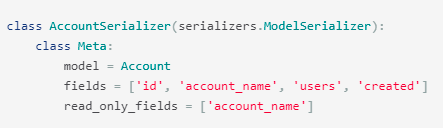 class AccountSerializer(serializers.ModelSerializer):
    class Meta:
        model = Account
        fields = ['id', 'account_name', 'users', 'created']
        read_only_fields = ['account_name']